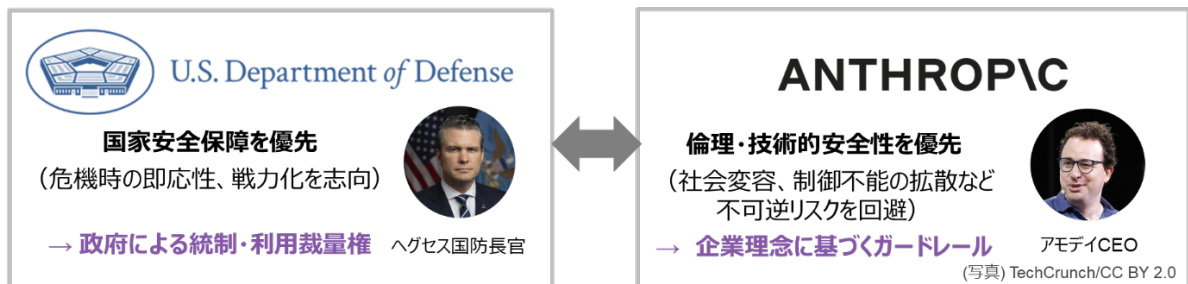 U.S. Department of Defense
国家安全保障を優先
（危機時の即応性、戦力化を志向）
→ 政府による統制・利用裁量権
ヘグセス国防長官
ANTHROP\C
倫理・技術的安全性を優先
（社会変容、制御不能の拡散など
不可逆リスクを回避）
→ 企業理念に基づくガードレール
アモデイCEO
(写真) TechCrunch/CC BY 2.0